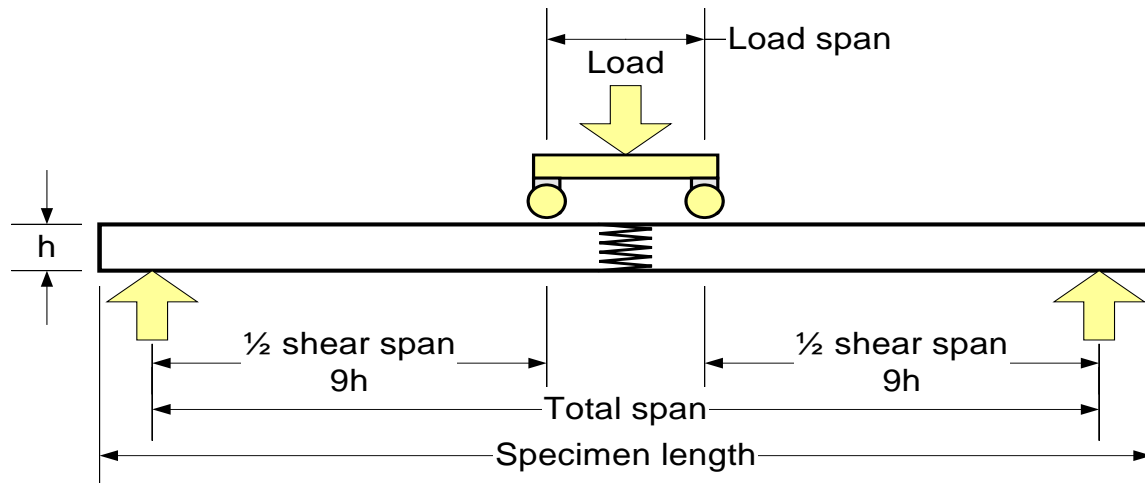 Load span
Load
h
½ shear span
9h
½ shear span
9h
Total span
Specimen length